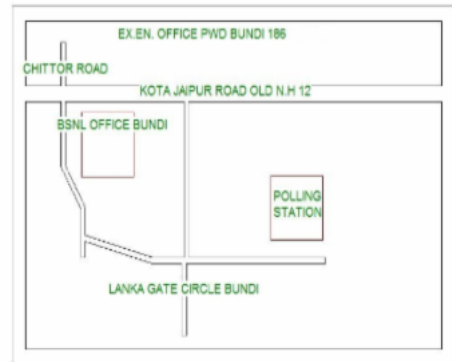 EX.EN. OFFICE PWD BUNDI 186
CHITTOR ROAD
KOTA JAIPUR ROAD OLD N.H 12
BSNL OFFICE BUNDI
POLLING
STATION
LANKA GATE CIRCLE BUNDI